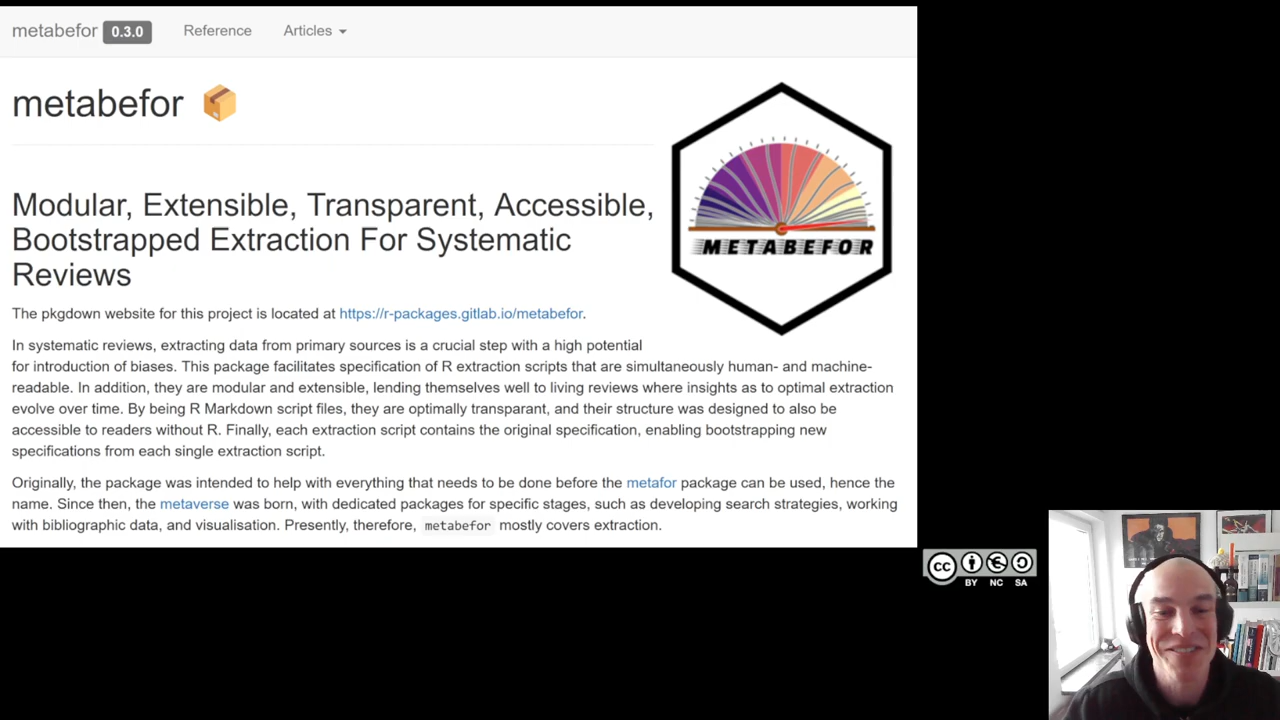 metabefor 0.3.0 Reference Articles
metabefor
METABEFOR
Modular, Extensible, Transparent, Accessible,
Bootstrapped Extraction For Systematic
Reviews
The pkgdown website for this project is located at https://r-packages.gitlab.io/metabefor.
In systematic reviews, extracting data from primary sources is a crucial step with a high potential
for introduction of biases. This package facilitates specification of R extraction scripts that are simultaneously human- and machine-
readable. In addition, they are modular and extensible, lending themselves well to living reviews where insights as to optimal extraction
evolve over time. By being R Markdown script files, they are optimally transparant, and their structure was designed to also be
accessible to readers without R. Finally, each extraction script contains the original specification, enabling bootstrapping new
specifications from each single extraction script.
Originally, the package was intended to help with everything that needs to be done before the metafor package can be used, hence the
name. Since then, the metaverse was born, with dedicated packages for specific stages, such as developing search strategies, working
with bibliographic data, and visualisation. Presently, therefore, metabefor mostly covers extraction.
cc
BY NC SA